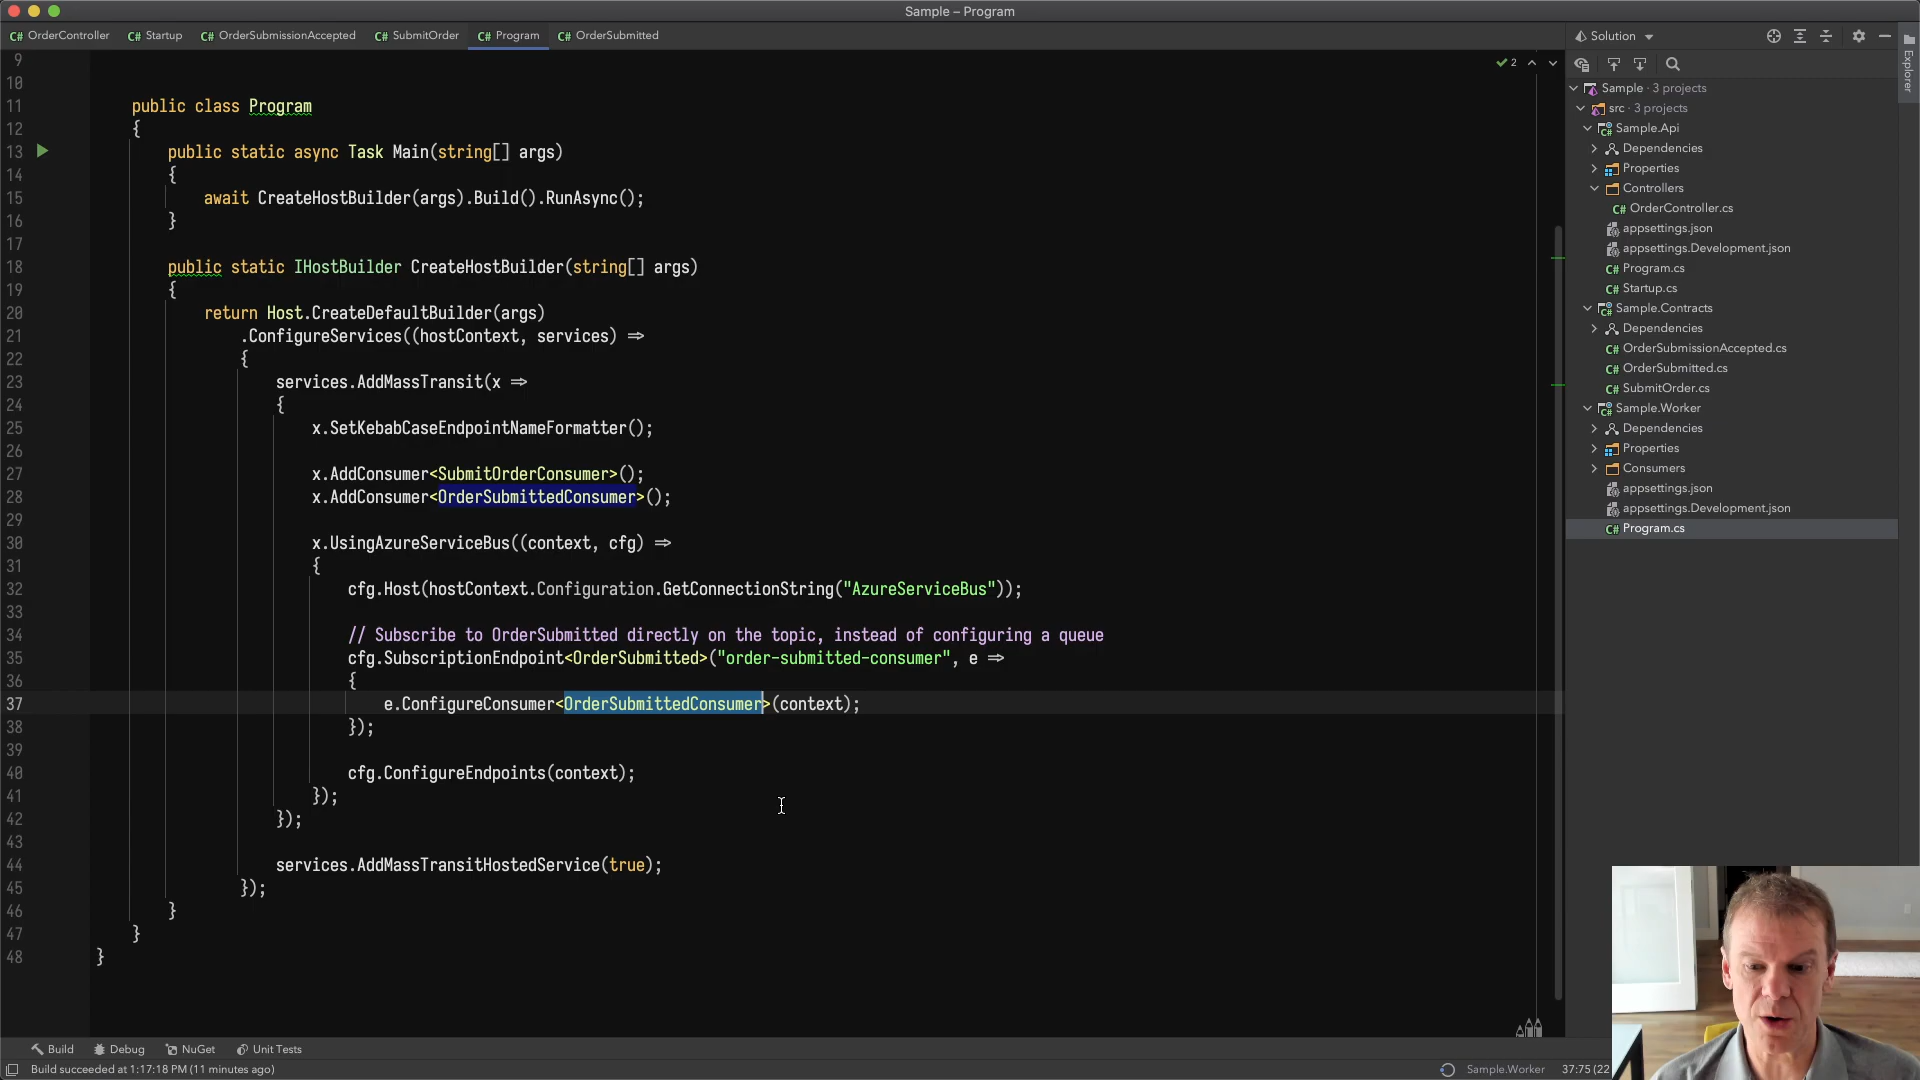 Sample – Program
C# OrderController C# Startup C# OrderSubmissionAccepted C# SubmitOrder C# Program C# OrderSubmitted
9
10
11 public class Program
12 {
13 public static async Task Main(string[] args)
14 {
15 await CreateHostBuilder(args).Build().RunAsync();
16 }
17
18 public static IHostBuilder CreateHostBuilder(string[] args)
19 {
20 return Host.CreateDefaultBuilder(args)
21 .ConfigureServices((hostContext, services) =>
22 {
23 services.AddMassTransit(x =>
24 {
25 x.SetKebabCaseEndpointNameFormatter();
26
27 x.AddConsumer<SubmitOrderConsumer>();
28 x.AddConsumer<OrderSubmittedConsumer>();
29
30 x.UsingAzureServiceBus((context, cfg) =>
31 {
32 cfg.Host(hostContext.Configuration.GetConnectionString("AzureServiceBus"));
33
34 // Subscribe to OrderSubmitted directly on the topic, instead of configuring a queue
35 cfg.SubscriptionEndpoint<OrderSubmitted>("order-submitted-consumer", e =>
36 {
37 e.ConfigureConsumer<OrderSubmittedConsumer>(context);
38 });
39
40 cfg.ConfigureEndpoints(context);
41 });
42 });
43
44 services.AddMassTransitHostedService(true);
45 });
46 }
47 }
48 }
2
Solution
Explorer
Sample · 3 projects
src · 3 projects
Sample.Api
Dependencies
Properties
Controllers
C# OrderController.cs
appsettings.json
appsettings.Development.json
C# Program.cs
C# Startup.cs
Sample.Contracts
Dependencies
C# OrderSubmissionAccepted.cs
C# OrderSubmitted.cs
C# SubmitOrder.cs
Sample.Worker
Dependencies
Properties
Consumers
appsettings.json
appsettings.Development.json
C# Program.cs
Build Debug NuGet Unit Tests
Build succeeded at 1:17:18 PM (11 minutes ago)
Sample.Worker 37:75 (22